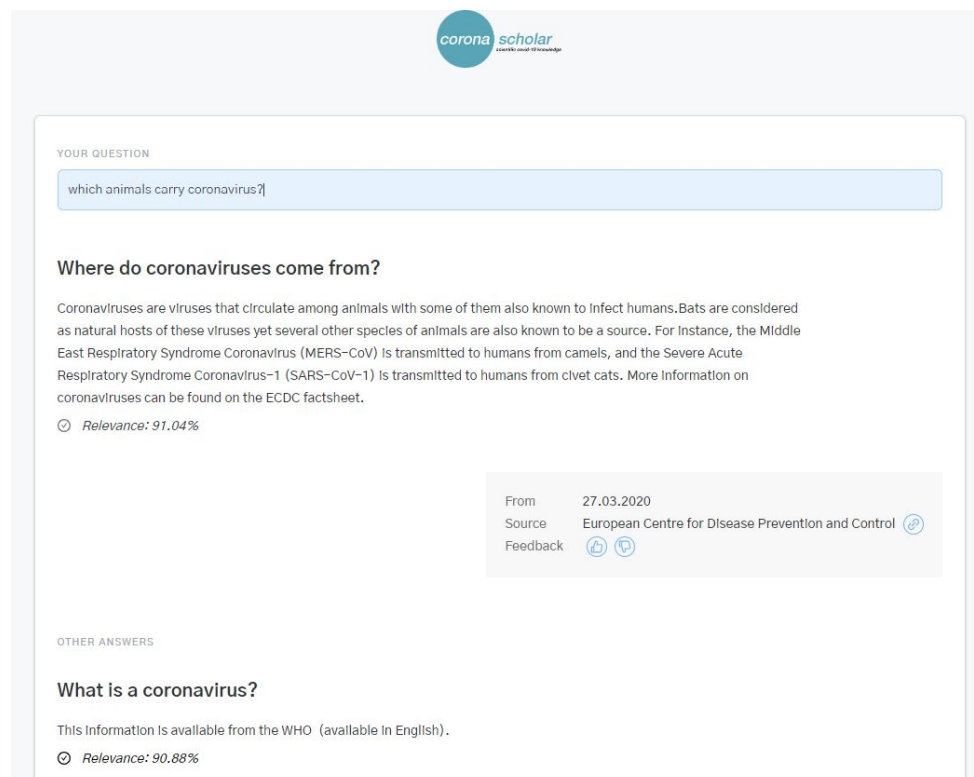 corona scholar
scientific covid-19 knowledge
YOUR QUESTION
which animals carry coronavirus?
Where do coronaviruses come from?
Coronaviruses are viruses that circulate among animals with some of them also known to infect humans.Bats are considered
as natural hosts of these viruses yet several other species of animals are also known to be a source. For instance, the Middle
East Respiratory Syndrome Coronavirus (MERS-CoV) is transmitted to humans from camels, and the Severe Acute
Respiratory Syndrome Coronavirus-1 (SARS-CoV-1) is transmitted to humans from civet cats. More information on
coronaviruses can be found on the ECDC factsheet.
Relevance: 91.04%
From 27.03.2020
Source European Centre for Disease Prevention and Control
Feedback
OTHER ANSWERS
What is a coronavirus?
This information is available from the WHO (available in English).
Relevance: 90.88%